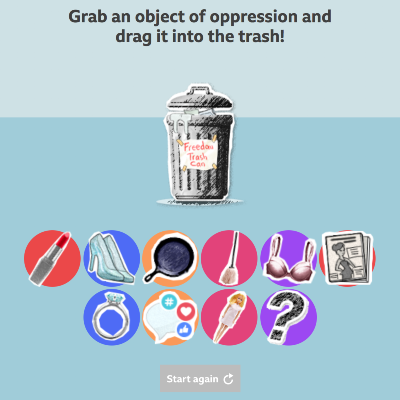 Grab an object of oppression and
drag it into the trash!
Freedom
Trash
Can
#
?
Start again